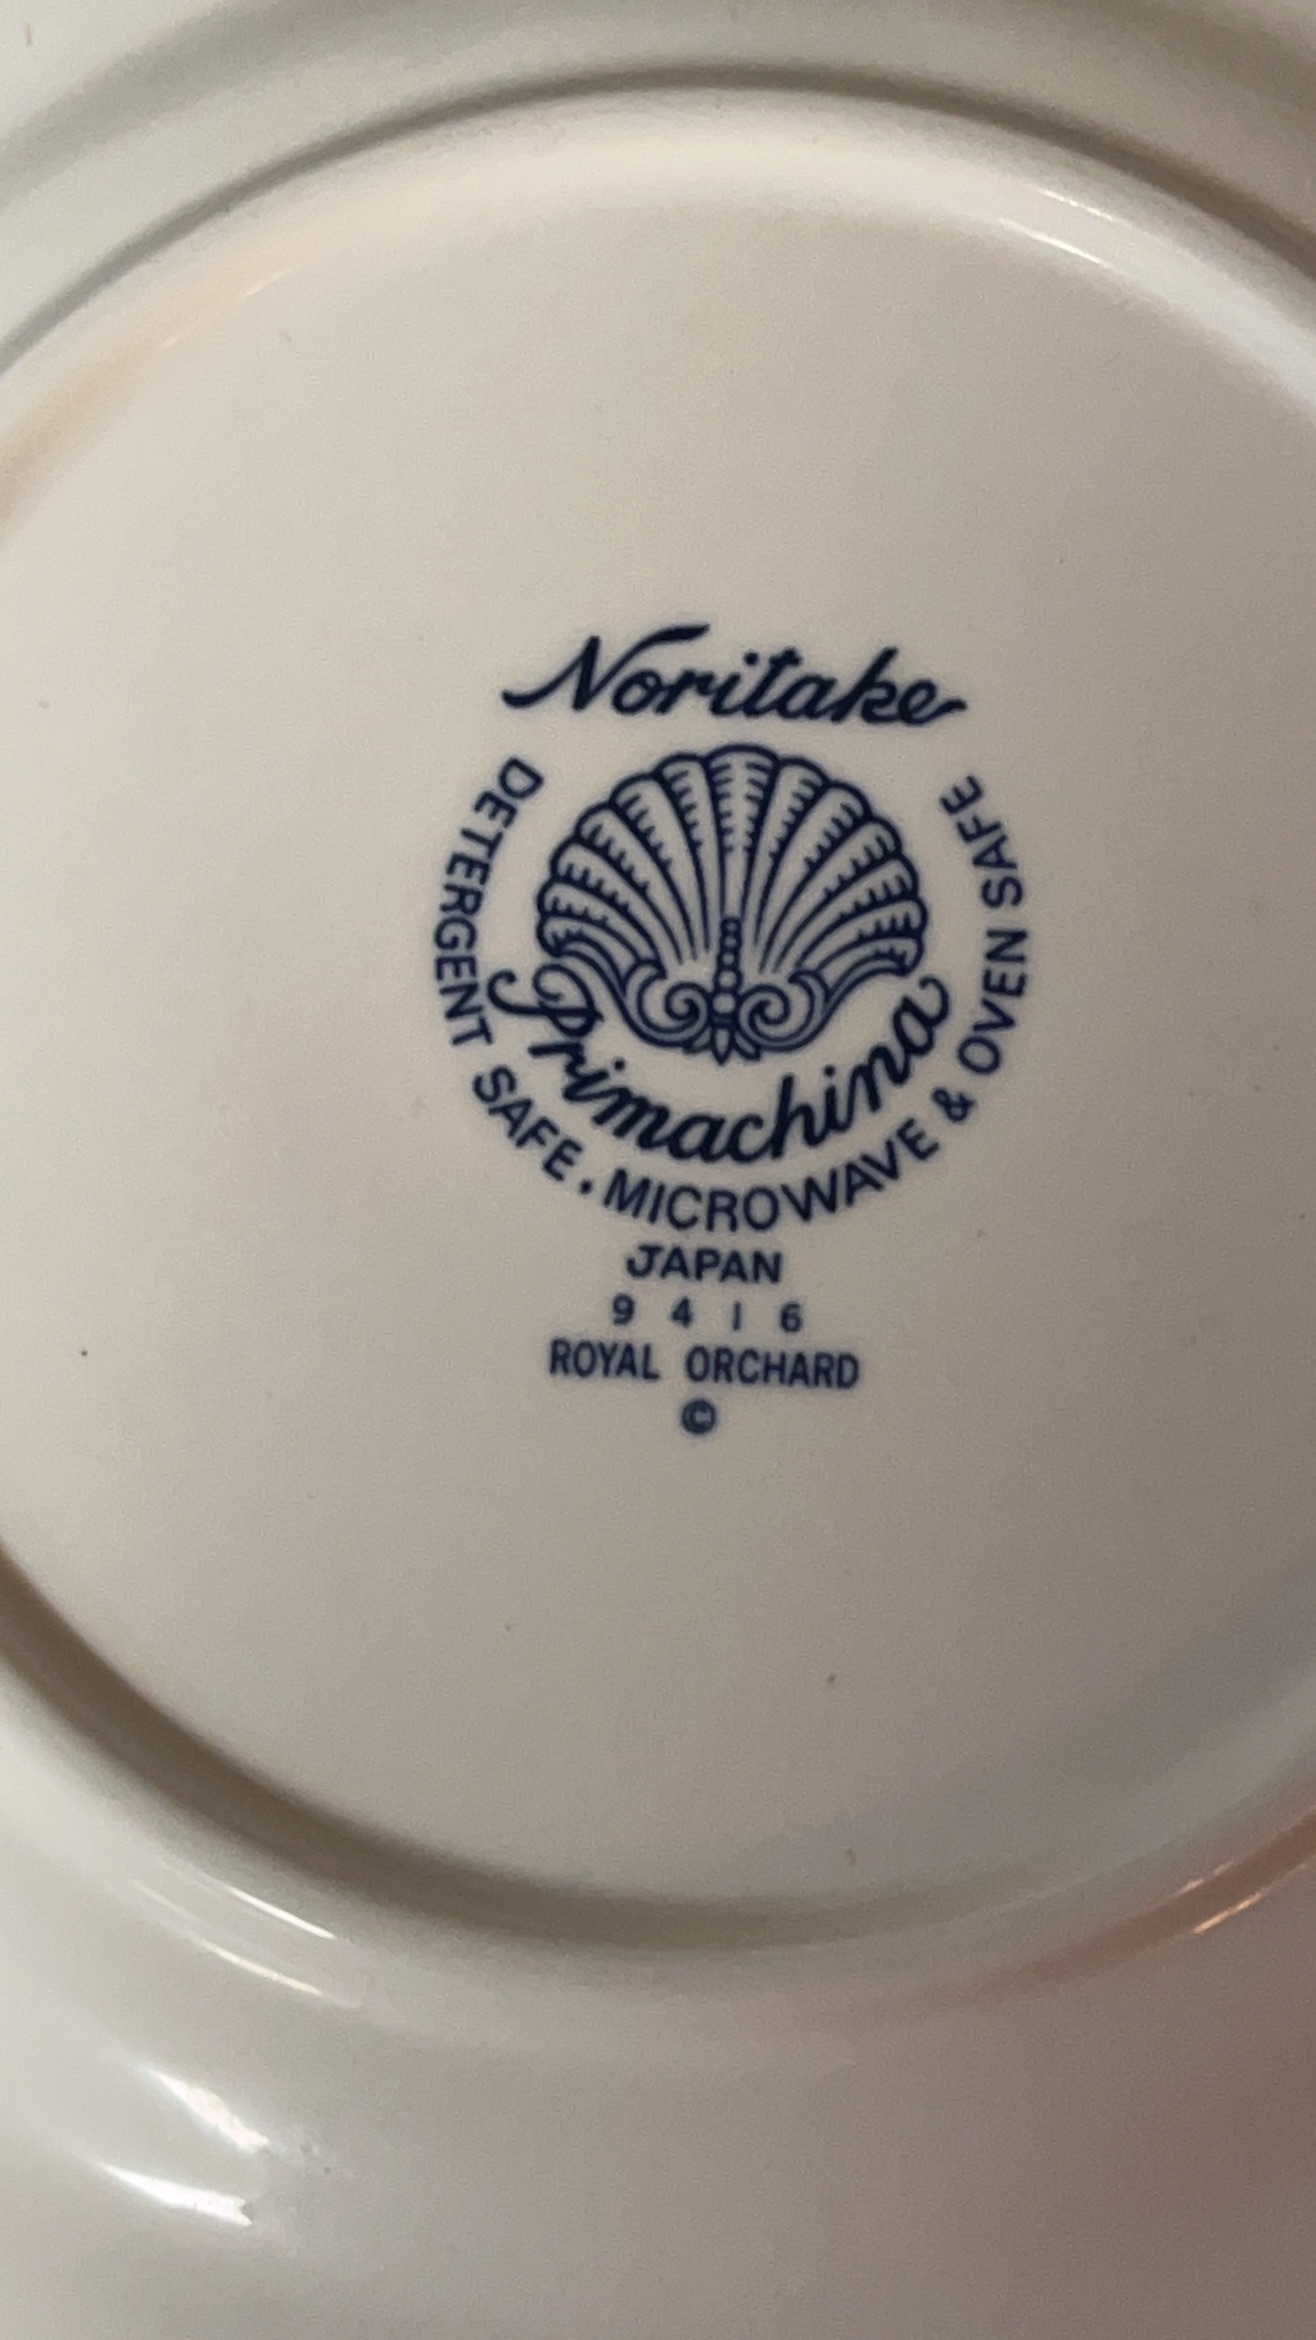 Noritake
DETERGENT SAFE · MICROWAVE & OVEN SAFE
Primachina
JAPAN
9416
ROYAL ORCHARD
©